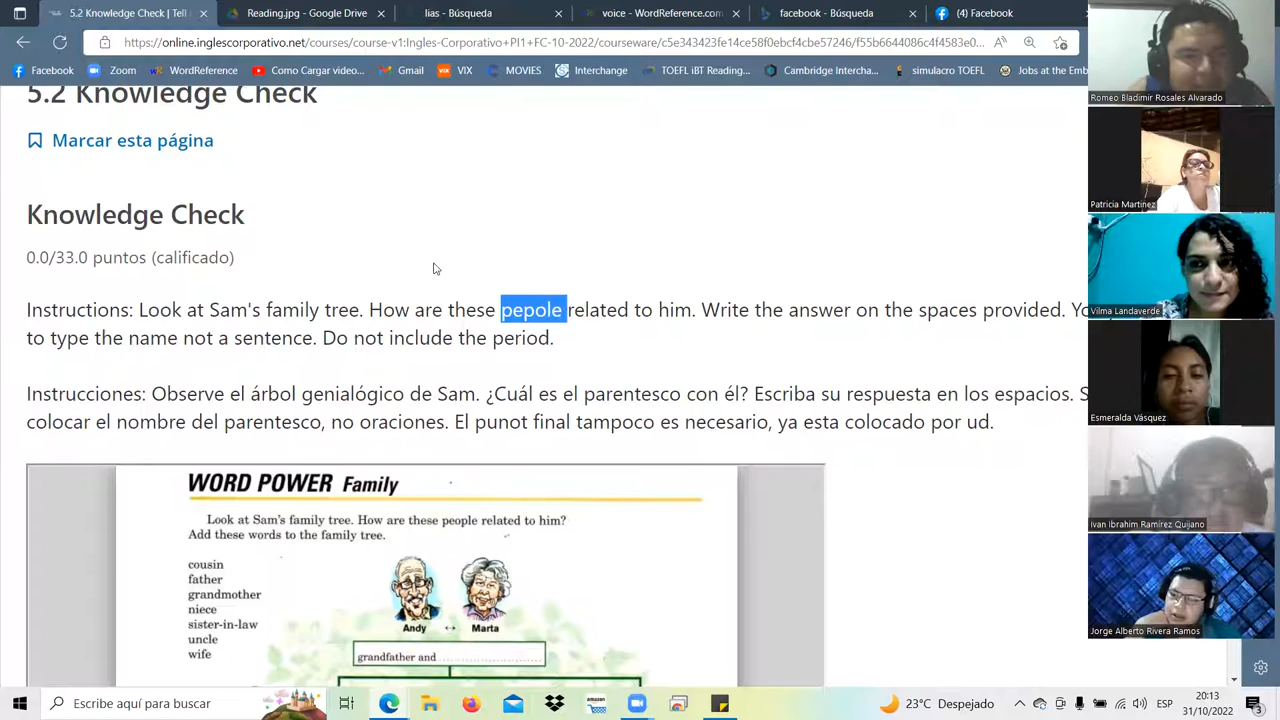 5.2 Knowledge Check | Tell
Reading.jpg - Google Drive
lias - Búsqueda
voice - WordReference.com
facebook - Búsqueda
(4) Facebook
https://online.inglescorporativo.net/courses/course-v1:Ingles-Corporativo+PI1+FC-10-2022/courseware/c5e343423fe14ce58f0ebcf4cbe57246/f55b6644086c4f4583e0...
Facebook
Zoom
WordReference
Como Cargar video...
Gmail
VIX
MOVIES
Interchange
TOEFL iBT Reading...
Cambridge Intercha...
simulacro TOEFL
Jobs at the Emb
5.2 Knowledge Check
Marcar esta página
Knowledge Check
0.0/33.0 puntos (calificado)
Instructions: Look at Sam's family tree. How are these pepole related to him. Write the answer on the spaces provided. Yo
to type the name not a sentence. Do not include the period.
Instrucciones: Observe el árbol genialógico de Sam. ¿Cuál es el parentesco con él? Escriba su respuesta en los espacios. S
colocar el nombre del parentesco, no oraciones. El punot final tampoco es necesario, ya esta colocado por ud.
WORD POWER Family
Look at Sam's family tree. How are these people related to him?
Add these words to the family tree.
cousin
father
grandmother
niece
sister-in-law
uncle
wife
Andy ↔ Marta
grandfather and ..............................
Romeo Bladimir Rosales Alvarado
Patricia Martinez
Vilma Landaverde
Esmeralda Vásquez
Ivan Ibrahim Ramírez Quijano
Jorge Alberto Rivera Ramos
Escribe aquí para buscar
amazon
23°C Despejado
ESP
20:13
31/10/2022
3